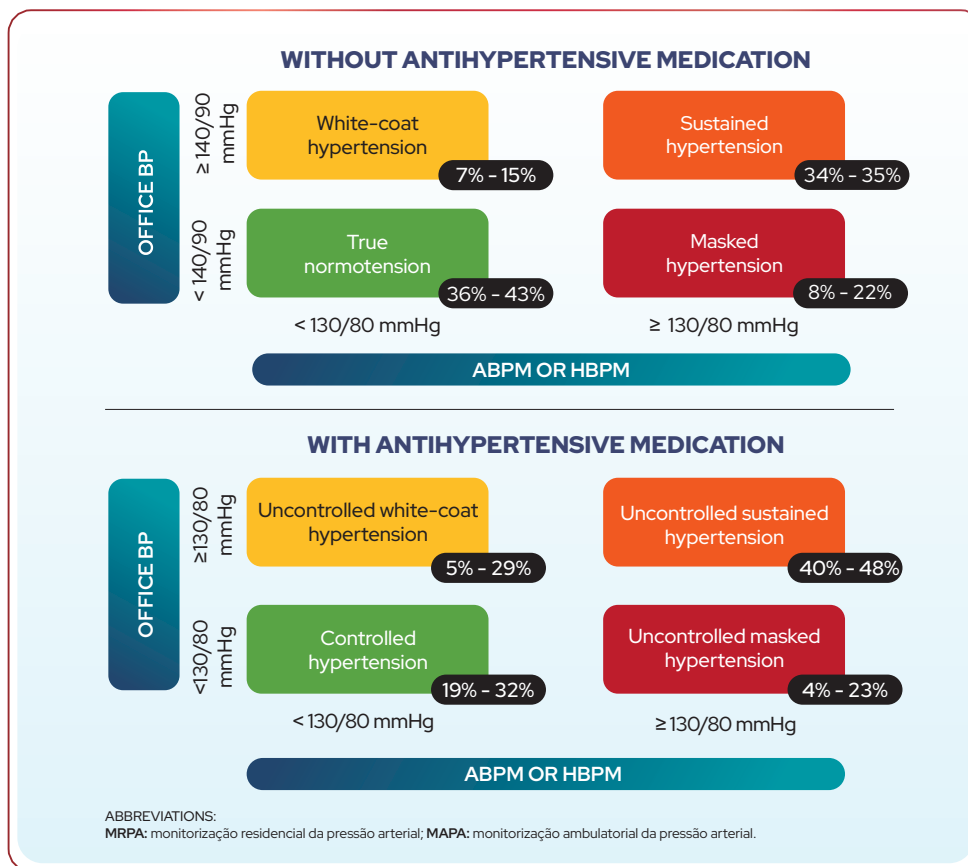 WITHOUT ANTIHYPERTENSIVE MEDICATION
OFFICE BP
≥ 140/90
mmHg
White-coat
hypertension
7% - 15%
Sustained
hypertension
34% - 35%
< 140/90
mmHg
True
normotension
36% - 43%
Masked
hypertension
8% - 22%
< 130/80 mmHg
≥ 130/80 mmHg
ABPM OR HBPM
WITH ANTIHYPERTENSIVE MEDICATION
OFFICE BP
≥130/80
mmHg
Uncontrolled white-coat
hypertension
5% - 29%
Uncontrolled sustained
hypertension
40% - 48%
<130/80
mmHg
Controlled
hypertension
19% - 32%
Uncontrolled masked
hypertension
4% - 23%
< 130/80 mmHg
≥ 130/80 mmHg
ABPM OR HBPM
ABBREVIATIONS:
MRPA: monitorização residencial da pressão arterial; MAPA: monitorização ambulatorial da pressão arterial.